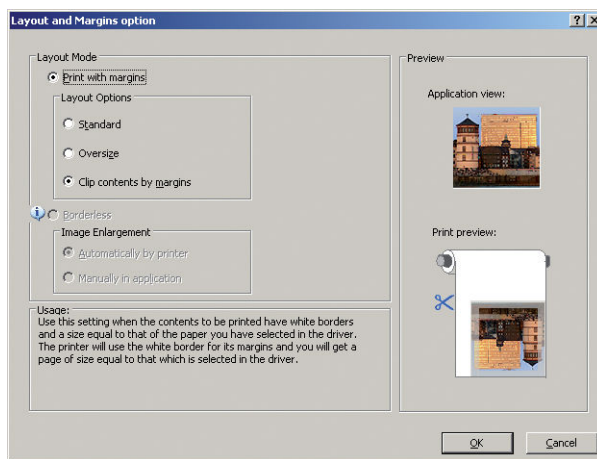 Layout and Margins option
Layout Mode
Print with margins
Layout Options
Standard
Oversize
Clip contents by margins
Borderless
Image Enlargement
Automatically by printer
Manually in application
Usage:
Use this setting when the contents to be printed have white borders
and a size equal to that of the paper you have selected in the driver.
The printer will use the white border for its margins and you will get a
page of size equal to that which is selected in the driver.
Preview
Application view:
Print preview:
OK
Cancel